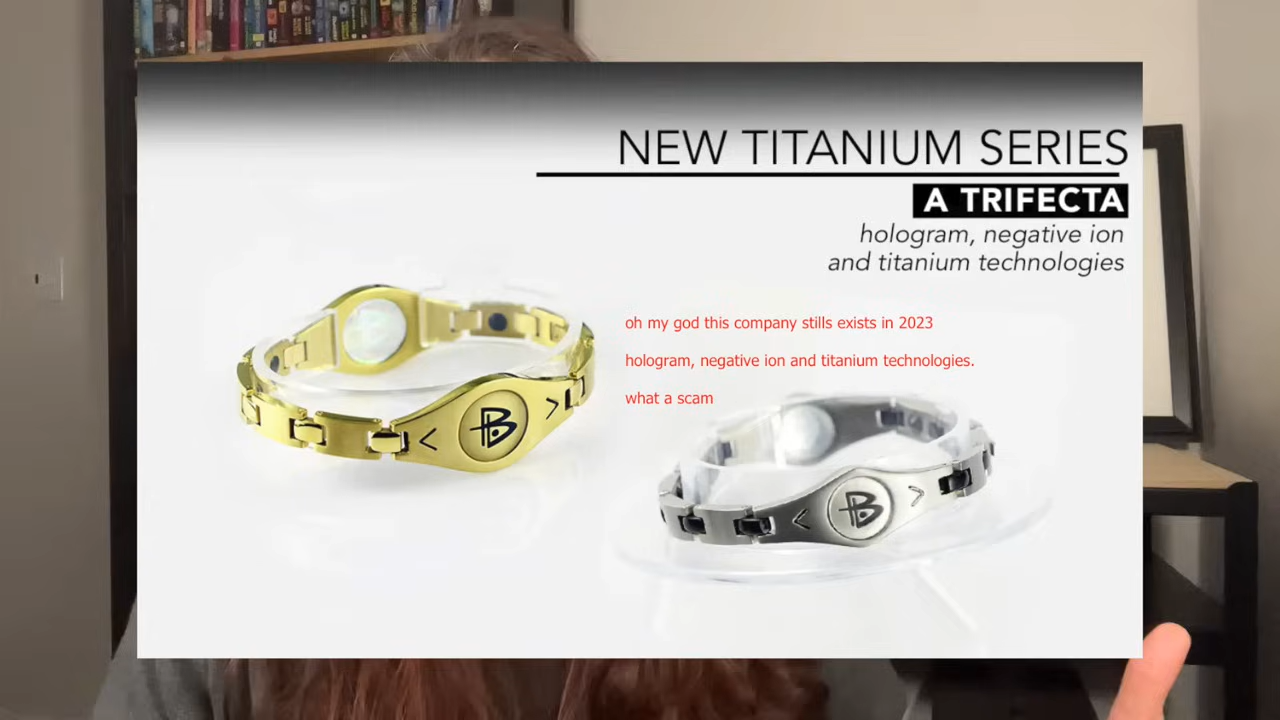 NEW TITANIUM SERIES
A TRIFECTA
hologram, negative ion
and titanium technologies
oh my god this company stills exists in 2023
hologram, negative ion and titanium technologies.
what a scam